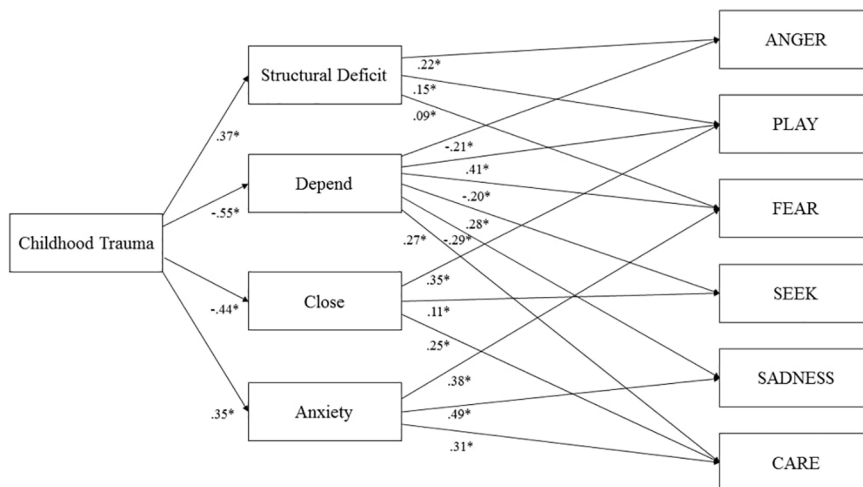 ANGER
Structural Deficit
.22*
.15*
PLAY
.09*
.37*
-.21*
Depend
.41*
-.20*
FEAR
-.55*
.28*
Childhood Trauma
.27*
-.29*
.35*
SEEK
-.44*
Close
.11*
.25*
.38*
SADNESS
.35*
Anxiety
.49*
.31*
CARE